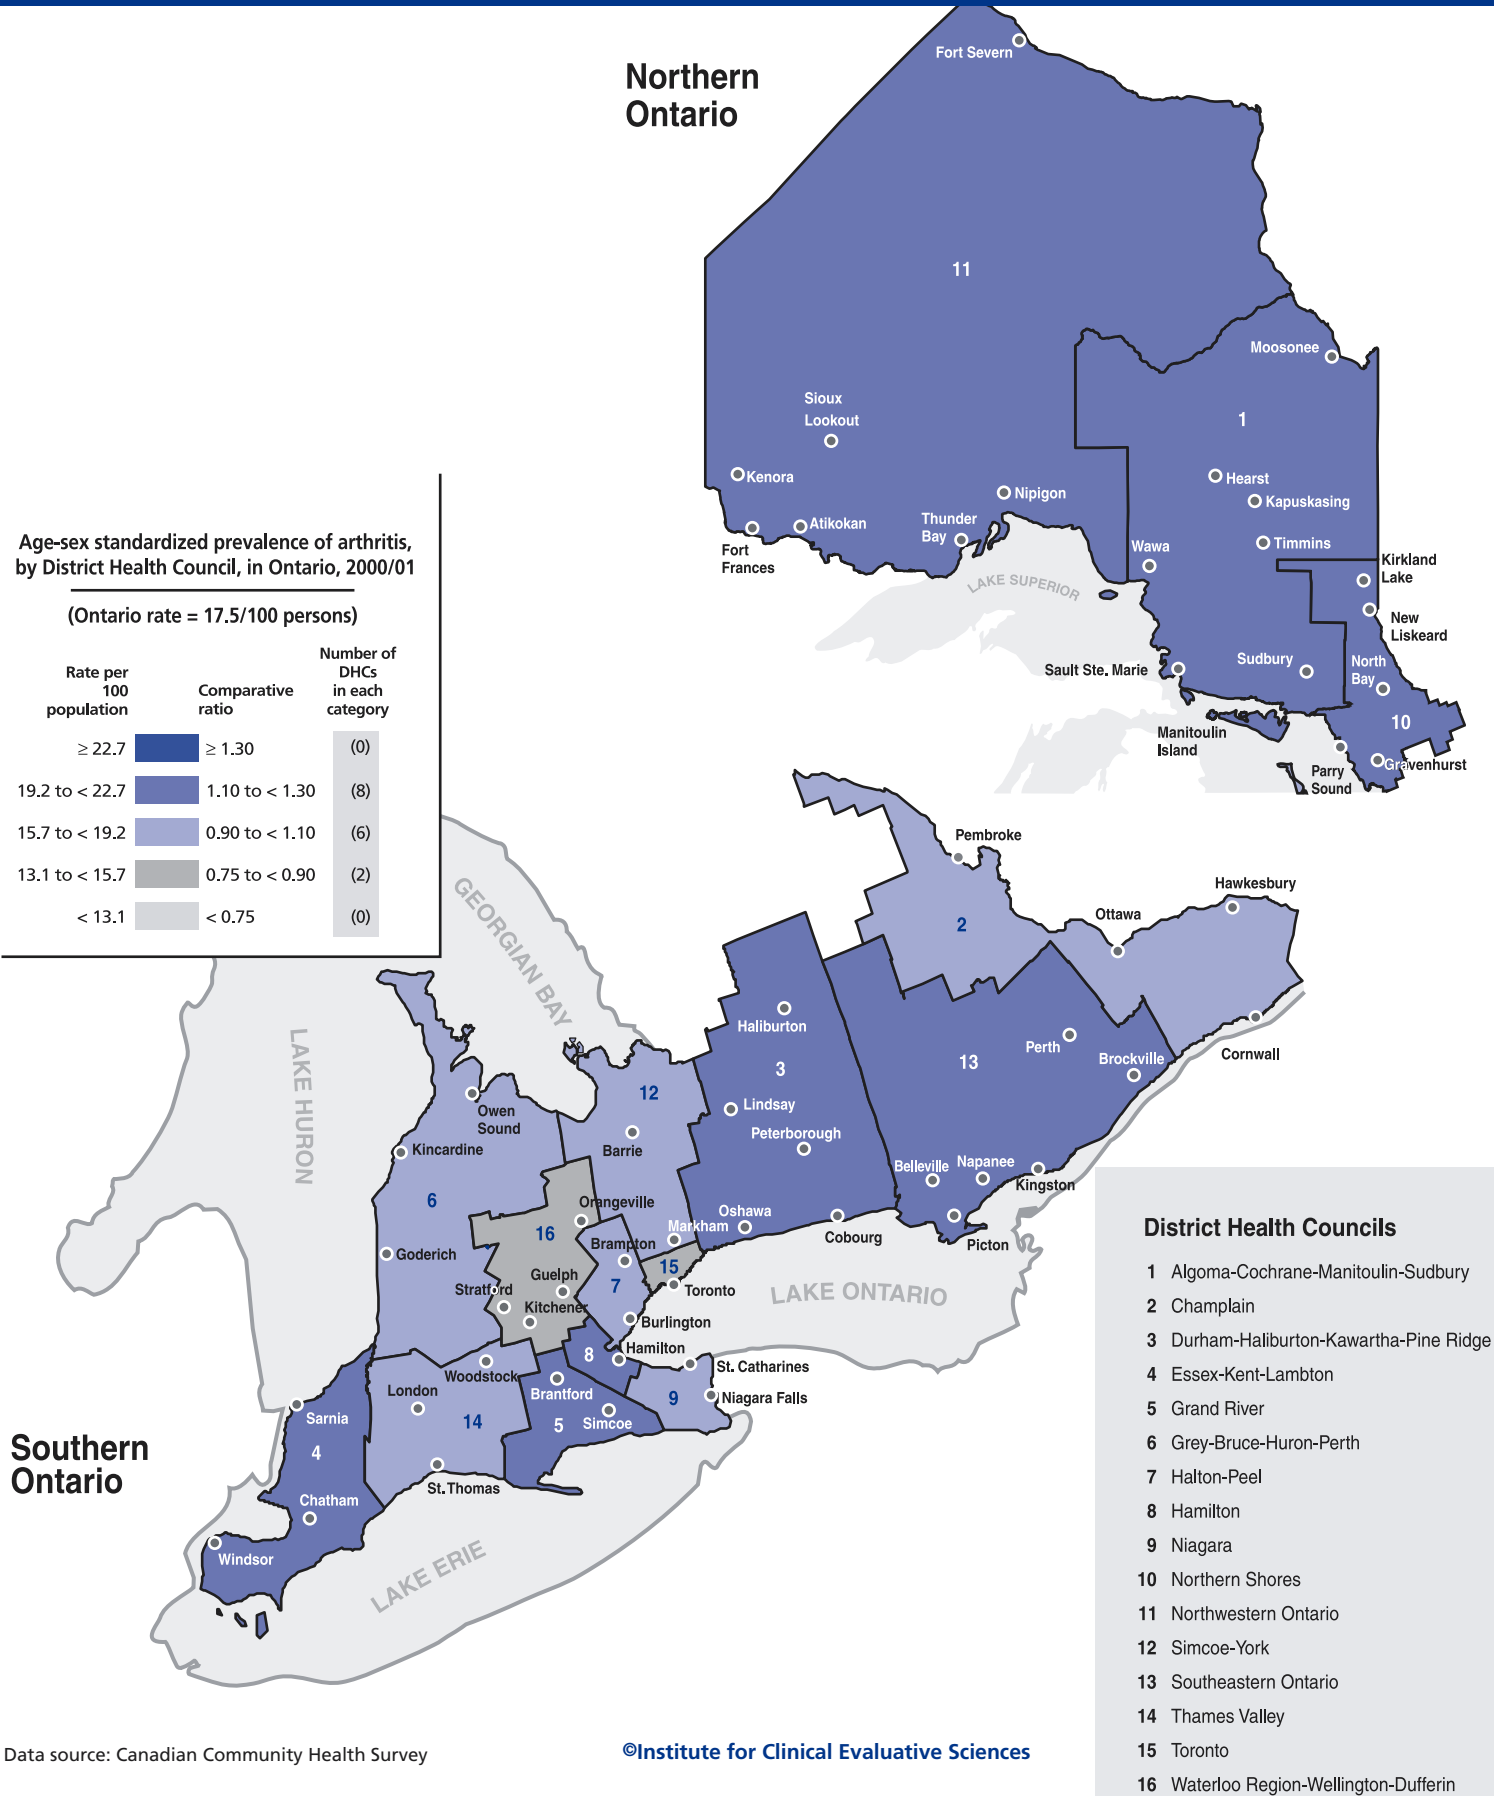 Northern
Ontario
Fort Severn
11
Moosonee
Sioux
Lookout
1
Kenora
Hearst
Nipigon
Kapuskasing
Atikokan
Thunder
Bay
Fort
Frances
Timmins
Wawa
Kirkland
Lake
LAKE SUPERIOR
New
Liskeard
Sault Ste. Marie
Sudbury
North
Bay
10
Manitoulin
Island
Parry
Sound
Gravenhurst
Age-sex standardized prevalence of arthritis,
by District Health Council, in Ontario, 2000/01
(Ontario rate = 17.5/100 persons)
Rate per
100
population
Comparative
ratio
Number of
DHCs
in each
category
≥ 22.7 ≥ 1.30 (0)
19.2 to < 22.7 1.10 to < 1.30 (8)
15.7 to < 19.2 0.90 to < 1.10 (6)
13.1 to < 15.7 0.75 to < 0.90 (2)
< 13.1 < 0.75 (0)
Pembroke
Hawkesbury
Ottawa
2
GEORGIAN BAY
LAKE HURON
Haliburton
3
Perth
Brockville
13
Cornwall
12
Owen
Sound
Lindsay
Peterborough
Kincardine
Barrie
Belleville
Napanee
Kingston
6
Orangeville
Oshawa
Markham
Cobourg
Picton
16
Goderich
Brampton
15
Guelph
7
Stratford
Toronto
LAKE ONTARIO
Kitchener
Burlington
Hamilton
8
St. Catharines
Woodstock
London
Brantford
9
Niagara Falls
Sarnia
14
5
Simcoe
4
Southern
Ontario
St. Thomas
Chatham
Windsor
LAKE ERIE
District Health Councils
1 Algoma-Cochrane-Manitoulin-Sudbury
2 Champlain
3 Durham-Haliburton-Kawartha-Pine Ridge
4 Essex-Kent-Lambton
5 Grand River
6 Grey-Bruce-Huron-Perth
7 Halton-Peel
8 Hamilton
9 Niagara
10 Northern Shores
11 Northwestern Ontario
12 Simcoe-York
13 Southeastern Ontario
14 Thames Valley
15 Toronto
16 Waterloo Region-Wellington-Dufferin
Data source: Canadian Community Health Survey
©Institute for Clinical Evaluative Sciences